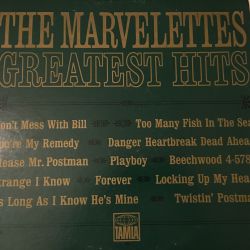 THE MARVELETTES
GREATEST HITS
on't Mess With Bill Too Many Fish In The Sea
ou're My Remedy Danger Heartbreak Dead Ahea
lease Mr. Postman Playboy Beechwood 4-578
trange I Know Forever Locking Up My Hear
s Long As I Know He's Mine Twistin' Postma
TAMLA